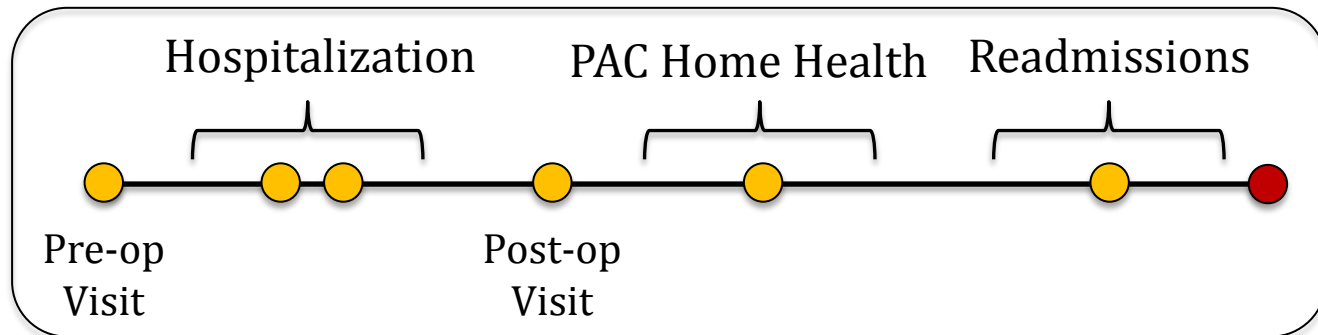 Hospitalization
PAC Home Health
Readmissions
Pre-op
Visit
Post-op
Visit